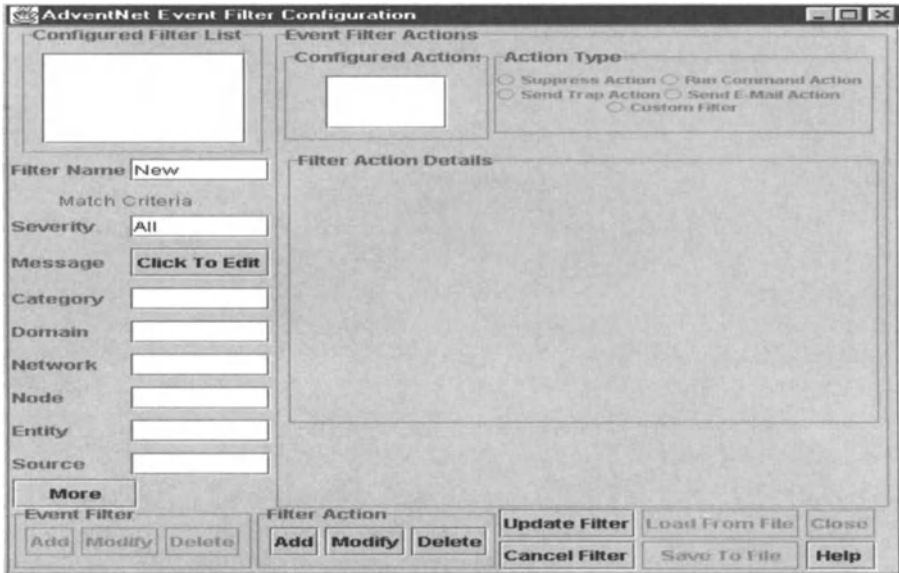 AdventNet Event Filter Configuration
Configured Filter List
Event Filter Actions
Configured Action:
Action Type
Suppress Action Run Command Action
Send Trap Action Send E-Mail Action
Custom Filter
Filter Name New
Match Criteria
Severity All
Message Click To Edit
Category
Domain
Network
Node
Entity
Source
More
Filter Action Details
Event Filter
Add Modify Delete
Filter Action
Add Modify Delete
Update Filter Load From File Close
Cancel Filter Save To File Help